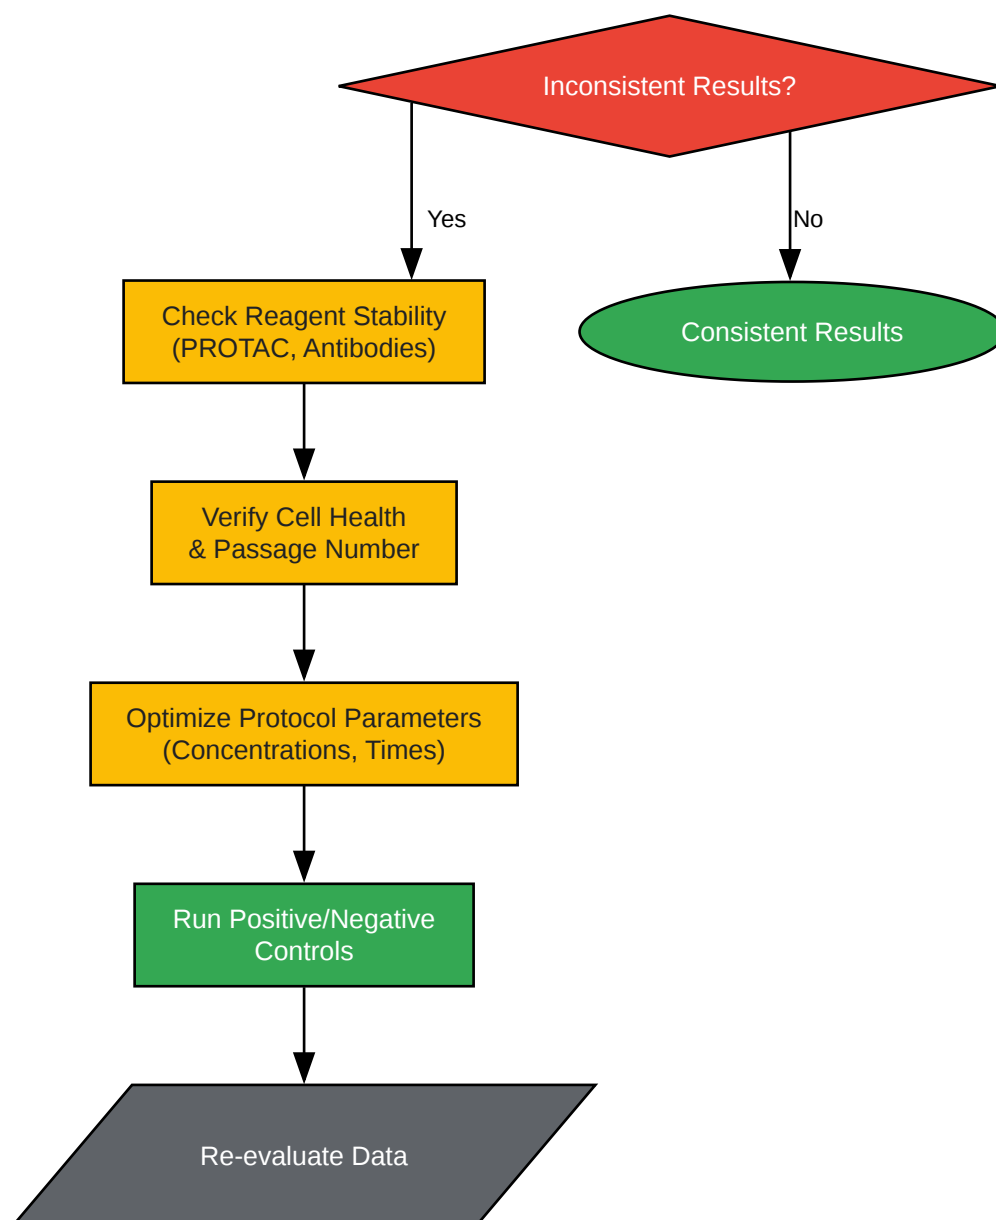 Inconsistent Results?
Yes
No
Check Reagent Stability
(PROTAC, Antibodies)
Consistent Results
Verify Cell Health
& Passage Number
Optimize Protocol Parameters
(Concentrations, Times)
Run Positive/Negative
Controls
Re-evaluate Data